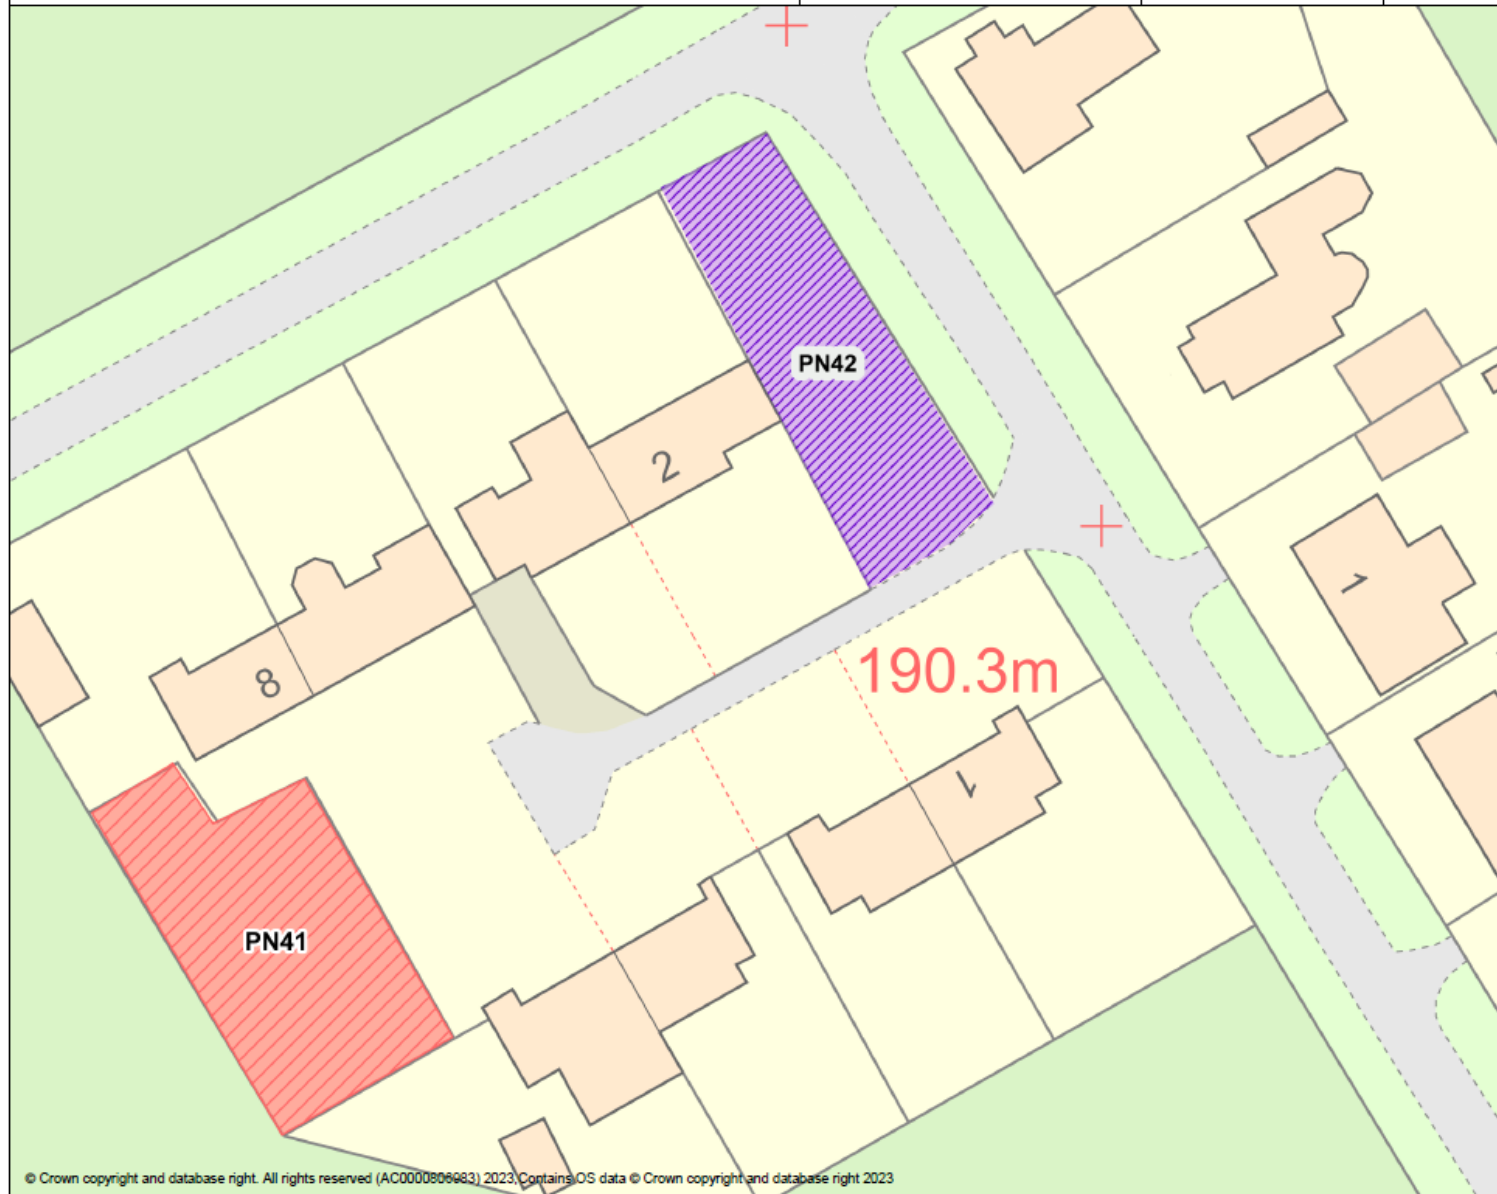 PN42
2
1
190.3m
8
1
PN41
© Crown copyright and database right. All rights reserved (AC0000806983) 2023,Contains OS data © Crown copyright and database right 2023